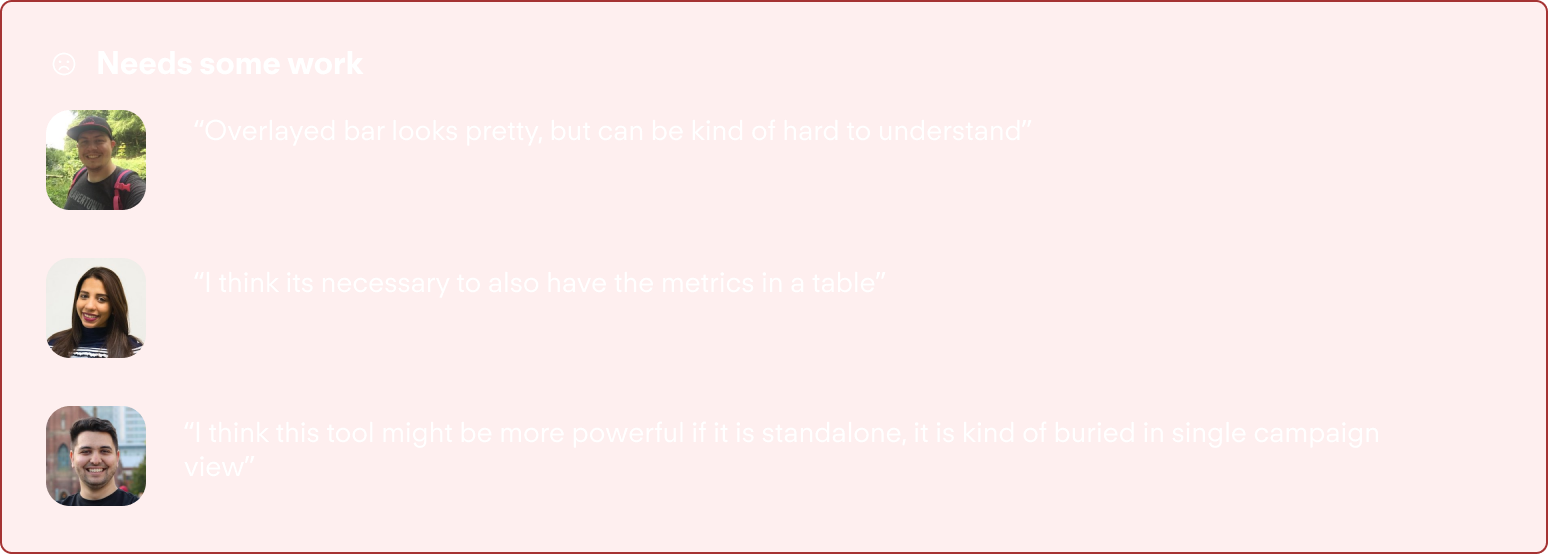 Needs some work
“Overlayed bar looks pretty, but can be kind of hard to understand”
“I think its necessary to also have the metrics in a table”
“I think this tool might be more powerful if it is standalone, it is kind of buried in single campaign
view”